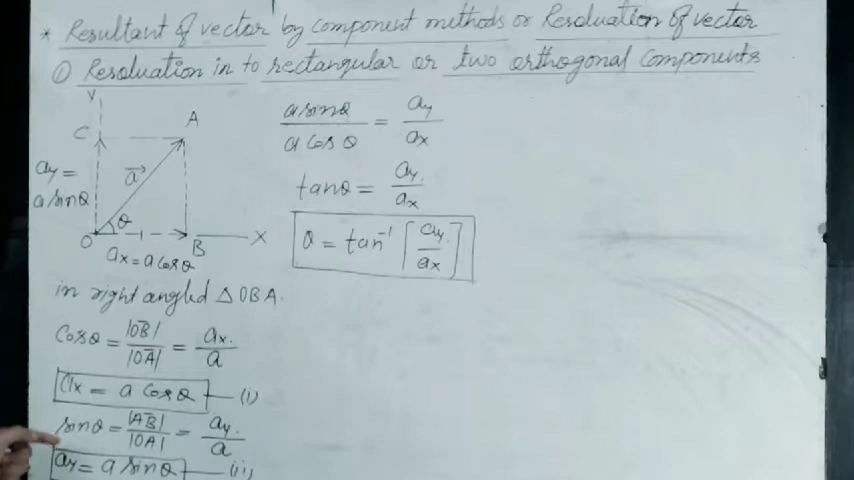 * Resultant of vector by component methods or Resoluation of vector
① Resoluation in to rectangular or two orthogonal components
Y
C
A
ay =
a sinθ
a⃗
θ
O
B
X
ax = a cosθ
a sinθ / a cos θ = ay / ax
tanθ = ay / ax
θ = tan⁻¹ [ay / ax]
in right angled △ OBA.
Cosθ = |OB| / |OA| = ax / a
ax = a cosθ — (i)
sinθ = |AB| / |OA| = ay / a
ay = a sinθ — (ii)